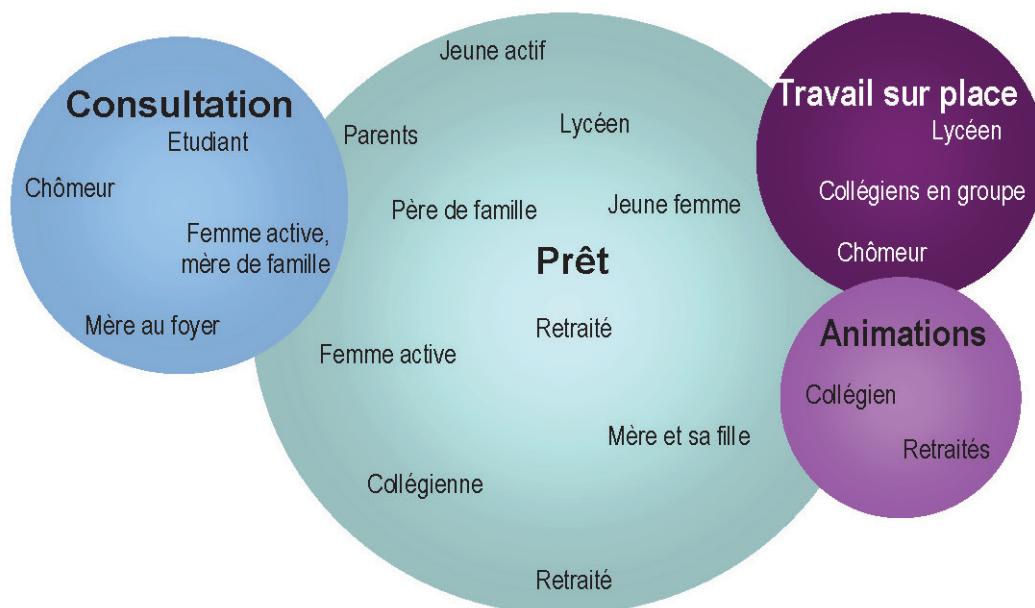 Consultation
Etudiant
Chômeur
Femme active,
mère de famille
Mère au foyer
Jeune actif
Parents
Lycéen
Père de famille
Jeune femme
Prêt
Retraité
Femme active
Mère et sa fille
Collégienne
Retraité
Travail sur place
Lycéen
Collégiens en groupe
Chômeur
Animations
Collégien
Retraités